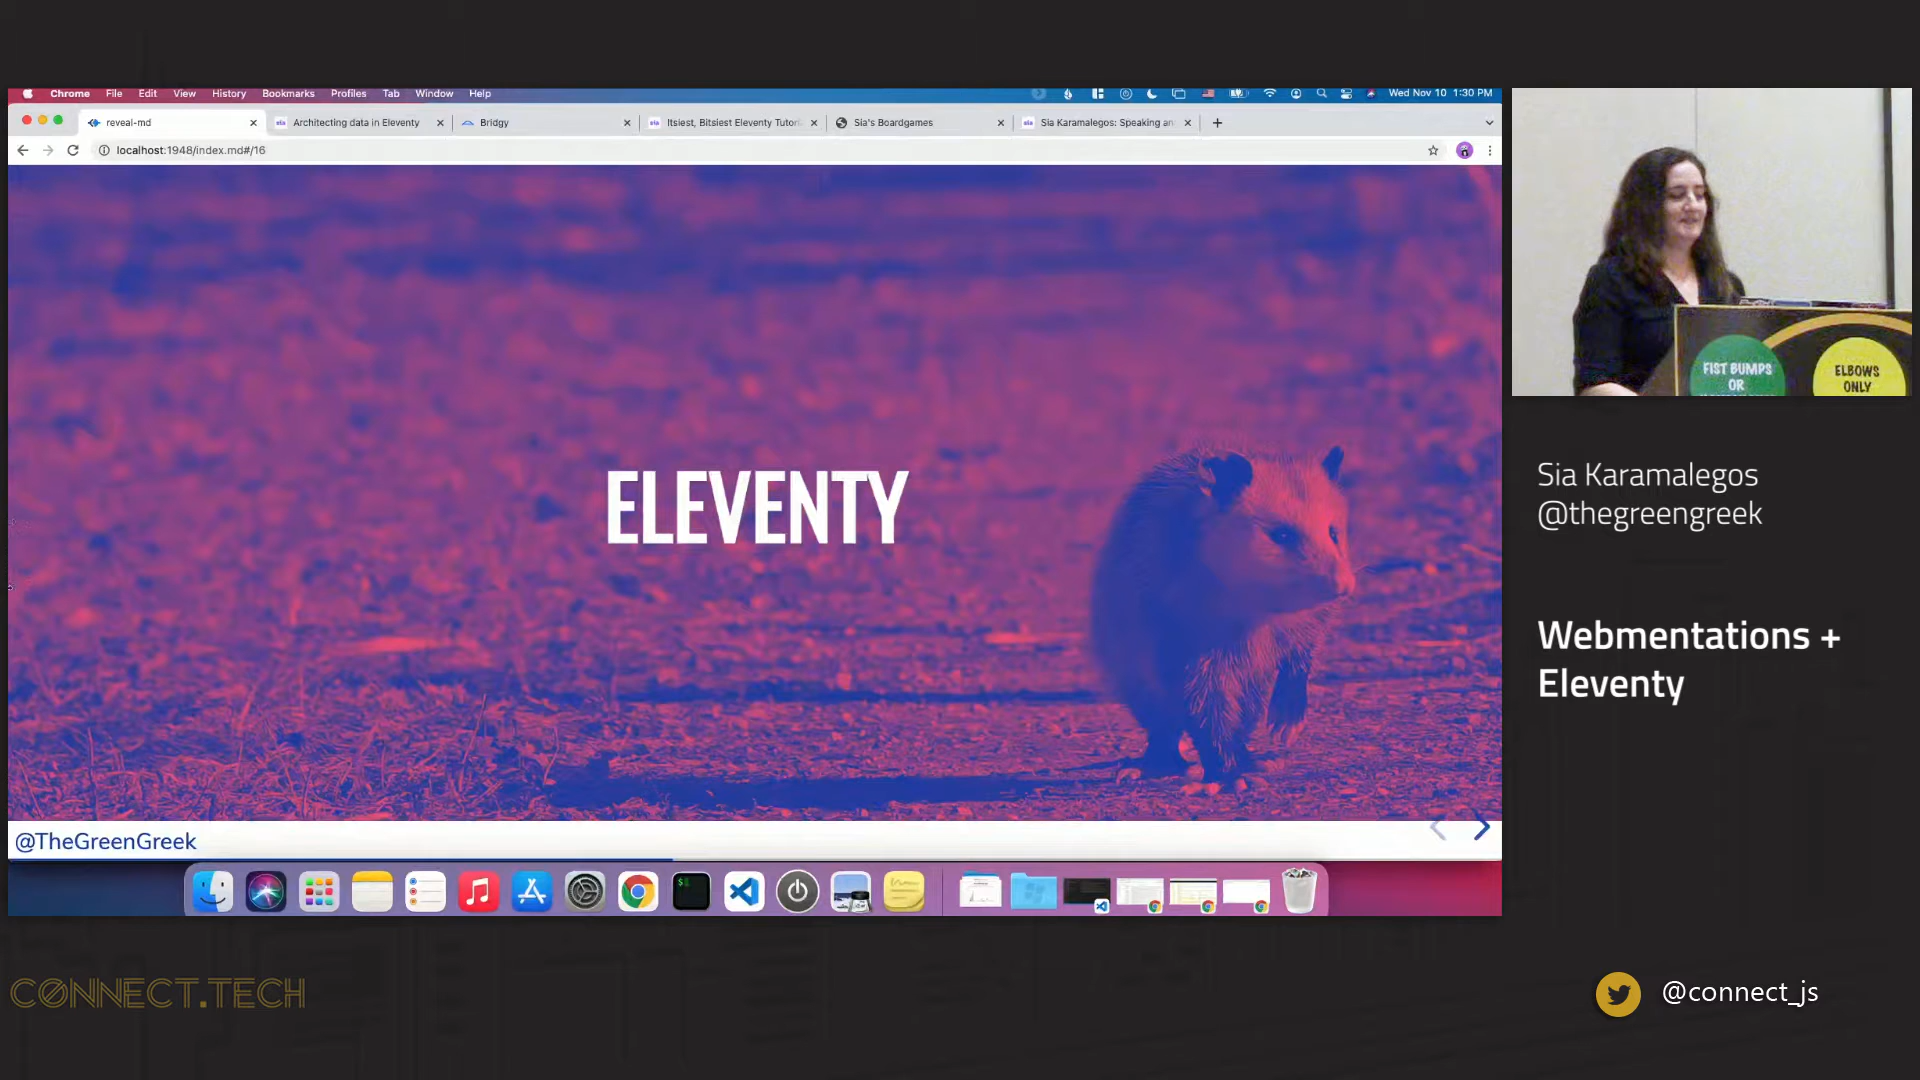 Chrome File Edit View History Bookmarks Profiles Tab Window Help
Wed Nov 10 1:30 PM
reveal-md
Architecting data in Eleventy
Bridgy
Itsiest, Bitsiest Eleventy Tutori
Sia's Boardgames
Sia Karamalegos: Speaking an
localhost:1948/index.md#/16
ELEVENTY
@TheGreenGreek
FIST BUMPS
OR
ELBOWS
ONLY
Sia Karamalegos
@thegreengreek
Webmentations +
Eleventy
CONNECT.TECH
@connect_js